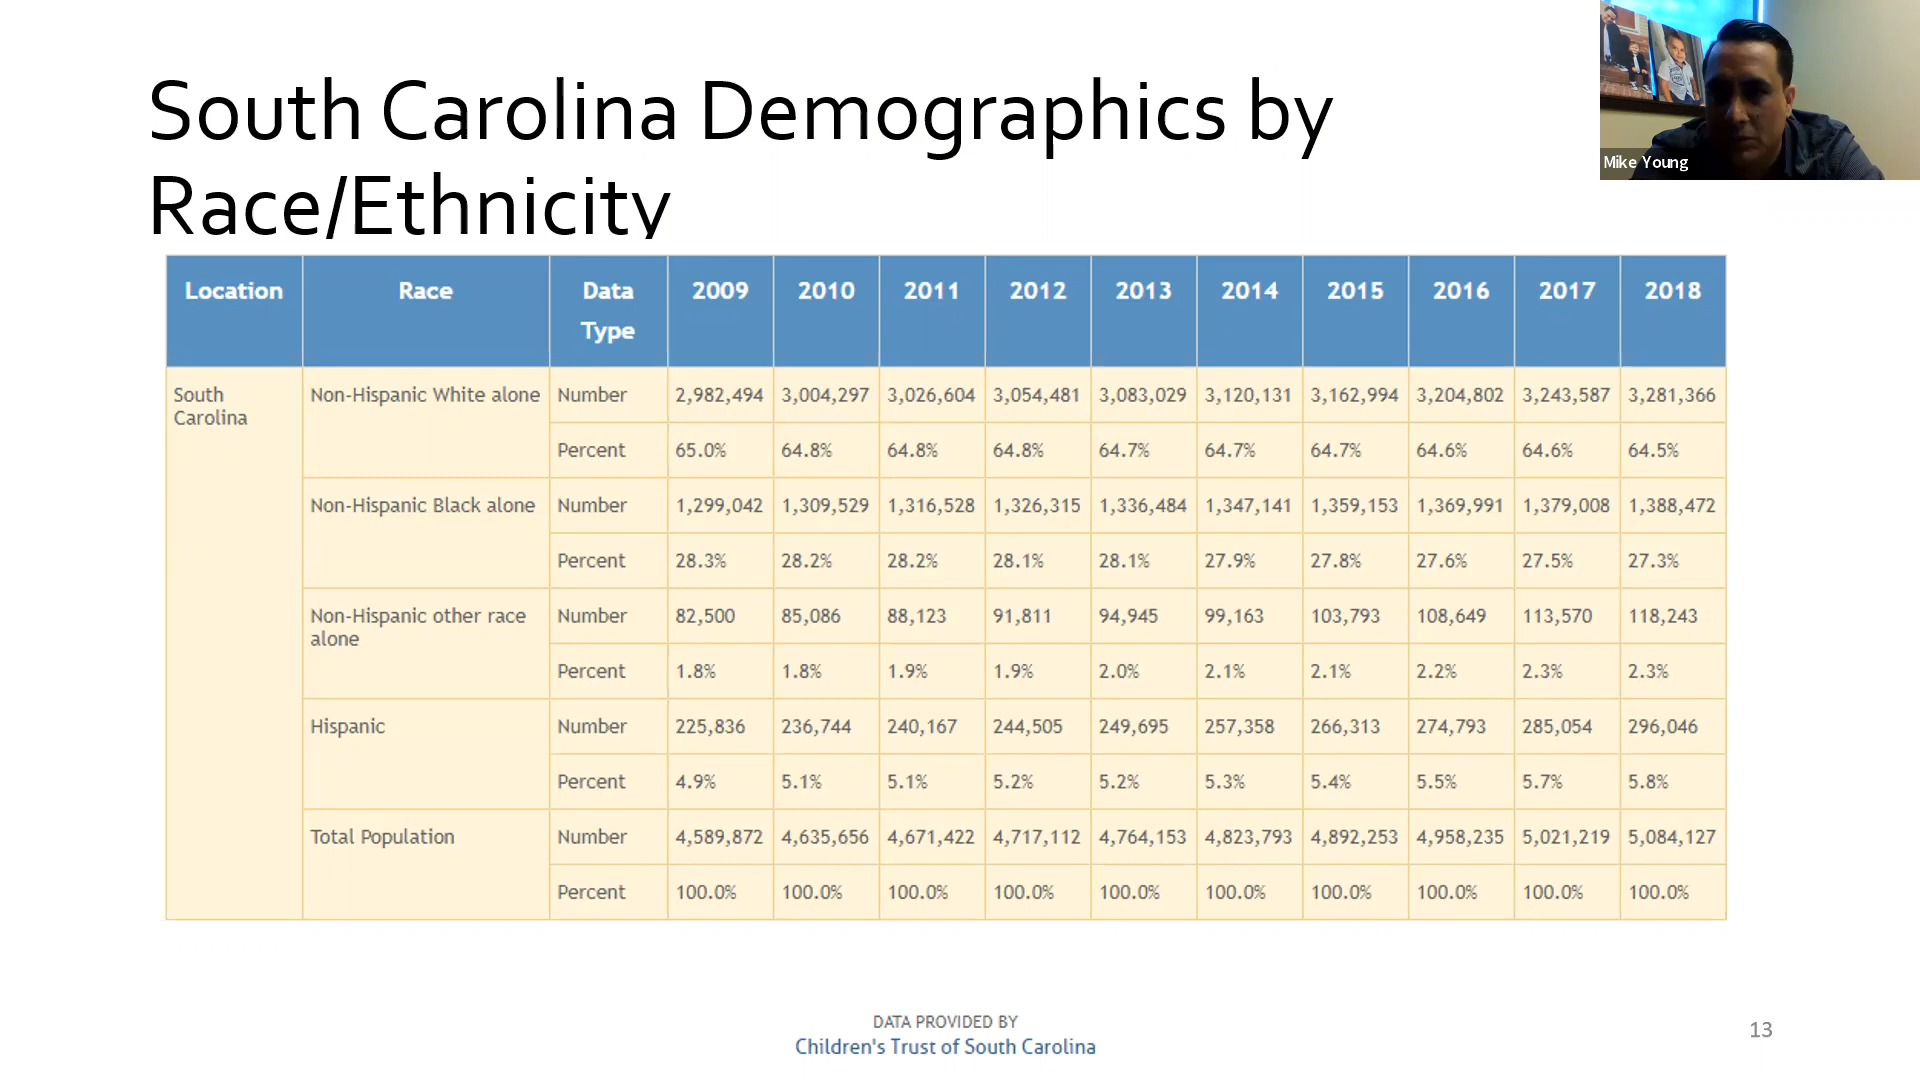 South Carolina Demographics by
Race/Ethnicity
Mike Young
Location Race Data Type 2009 2010 2011 2012 2013 2014 2015 2016 2017 2018
South Carolina Non-Hispanic White alone Number 2,982,494 3,004,297 3,026,604 3,054,481 3,083,029 3,120,131 3,162,994 3,204,802 3,243,587 3,281,366
Percent 65.0% 64.8% 64.8% 64.8% 64.7% 64.7% 64.7% 64.6% 64.6% 64.5%
Non-Hispanic Black alone Number 1,299,042 1,309,529 1,316,528 1,326,315 1,336,484 1,347,141 1,359,153 1,369,991 1,379,008 1,388,472
Percent 28.3% 28.2% 28.2% 28.1% 28.1% 27.9% 27.8% 27.6% 27.5% 27.3%
Non-Hispanic other race alone Number 82,500 85,086 88,123 91,811 94,945 99,163 103,793 108,649 113,570 118,243
Percent 1.8% 1.8% 1.9% 1.9% 2.0% 2.1% 2.1% 2.2% 2.3% 2.3%
Hispanic Number 225,836 236,744 240,167 244,505 249,695 257,358 266,313 274,793 285,054 296,046
Percent 4.9% 5.1% 5.1% 5.2% 5.2% 5.3% 5.4% 5.5% 5.7% 5.8%
Total Population Number 4,589,872 4,635,656 4,671,422 4,717,112 4,764,153 4,823,793 4,892,253 4,958,235 5,021,219 5,084,127
Percent 100.0% 100.0% 100.0% 100.0% 100.0% 100.0% 100.0% 100.0% 100.0% 100.0%
DATA PROVIDED BY
Children's Trust of South Carolina
13